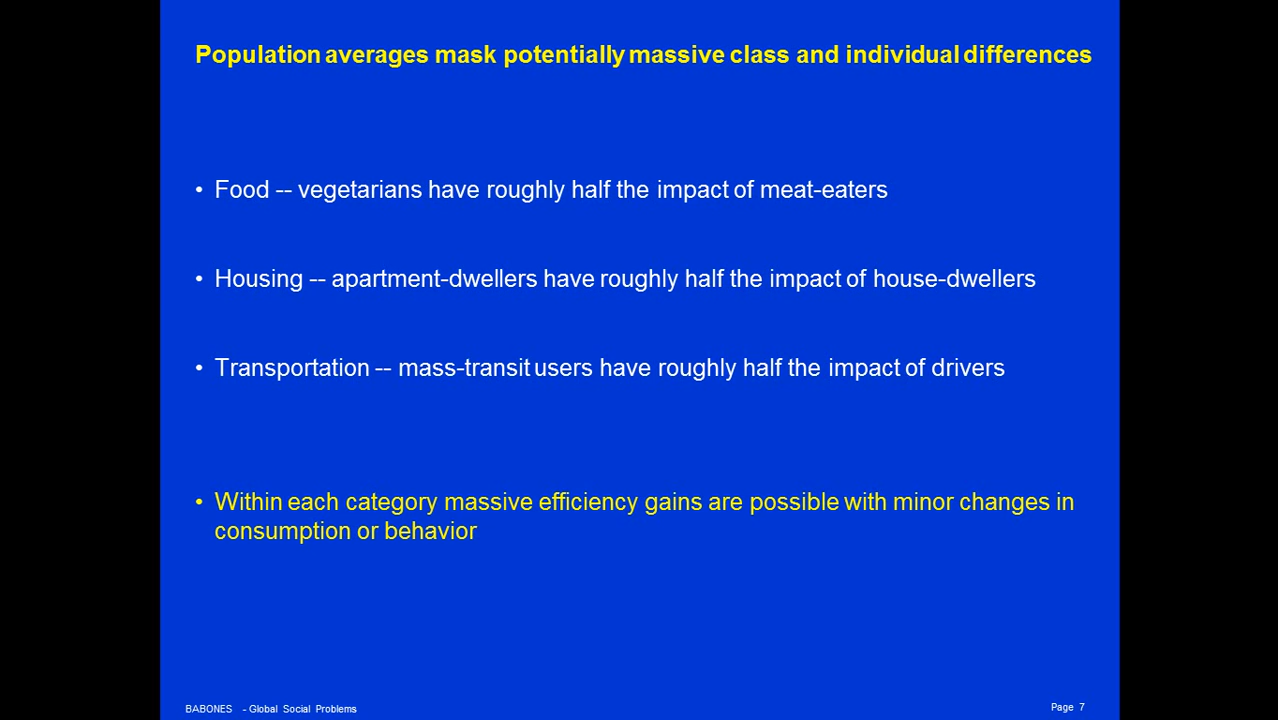 Population averages mask potentially massive class and individual differences
• Food -- vegetarians have roughly half the impact of meat-eaters
• Housing -- apartment-dwellers have roughly half the impact of house-dwellers
• Transportation -- mass-transit users have roughly half the impact of drivers
• Within each category massive efficiency gains are possible with minor changes in
consumption or behavior
BABONES - Global Social Problems
Page 7